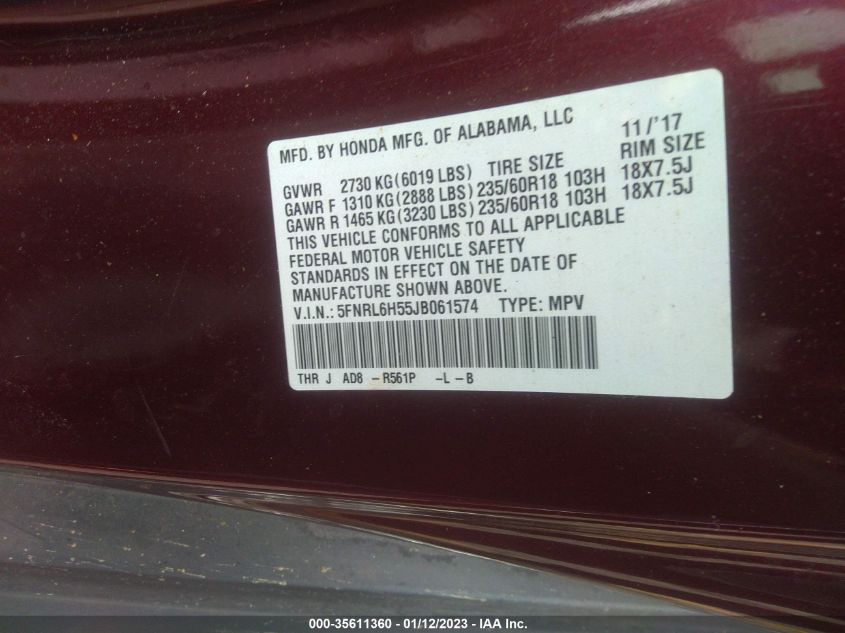 MFD. BY HONDA MFG. OF ALABAMA, LLC 11/'17
GVWR 2730 KG(6019 LBS) TIRE SIZE RIM SIZE
GAWR F 1310 KG(2888 LBS) 235/60R18 103H 18X7.5J
GAWR R 1465 KG(3230 LBS) 235/60R18 103H 18X7.5J
THIS VEHICLE CONFORMS TO ALL APPLICABLE
FEDERAL MOTOR VEHICLE SAFETY
STANDARDS IN EFFECT ON THE DATE OF
MANUFACTURE SHOWN ABOVE.
V.I.N.: 5FNRL6H55JB061574 TYPE: MPV
THR J AD8 -R561P -L -B
000-35611360 - 01/12/2023 - IAA Inc.